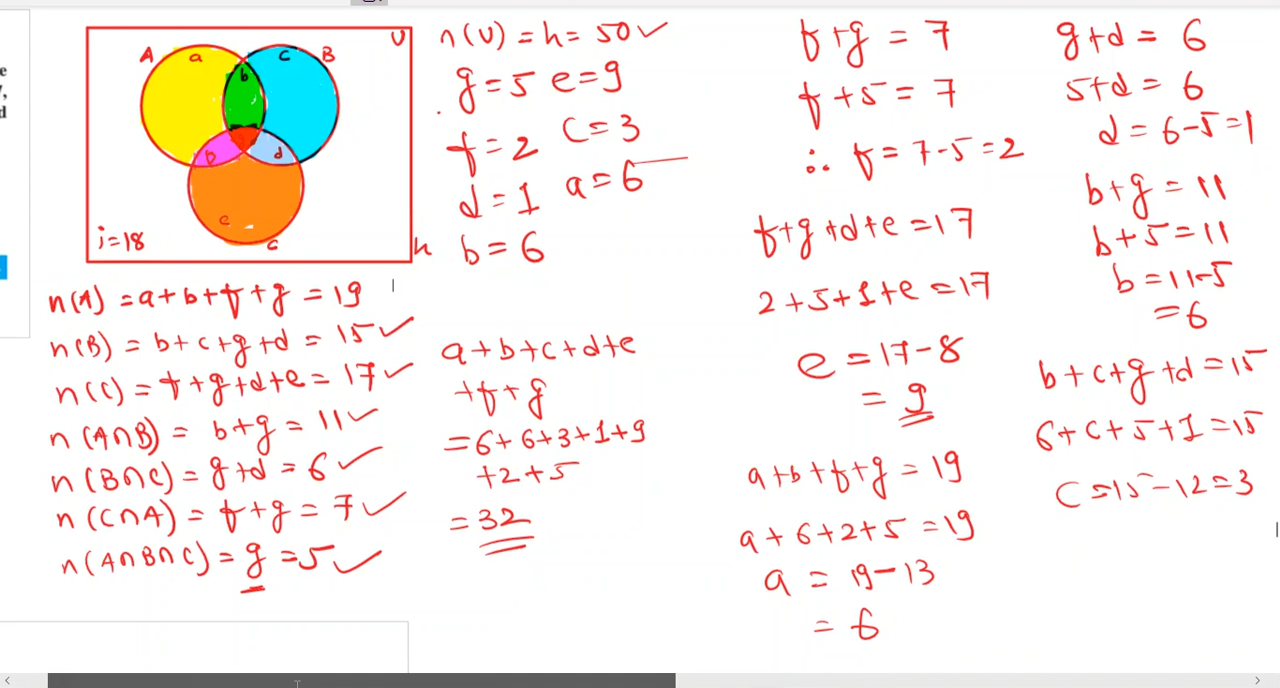 e
7,
d
A
a
b
c
B
U
b
d
e
c
i=18
h
n(U) = h = 50 ✓
g=5 e=9
f=2 c=3
d=1 a=6
b=6
n(A) = a+b+f+g = 19
n(B) = b+c+g+d = 15 ✓
n(C) = f+g+d+e = 17 ✓
n(A∩B) = b+g = 11 ✓
n(B∩C) = g+d = 6 ✓
n(C∩A) = f+g = 7 ✓
n(A∩B∩C) = g = 5 ✓
a+b+c+d+e
+f+g
=6+6+3+1+9
+2+5
=32
f+g = 7
f+5 = 7
∴ f = 7-5 = 2
f+g+d+e=17
2+5+1+e=17
e = 17-8
= 9
a+b+f+g = 19
a+6+2+5 = 19
a = 19-13
= 6
g+d = 6
5+d = 6
d = 6-5=1
b+g = 11
b+5 = 11
b = 11-5
= 6
b+c+g+d=15
6+c+5+1=15
c=15-12=3